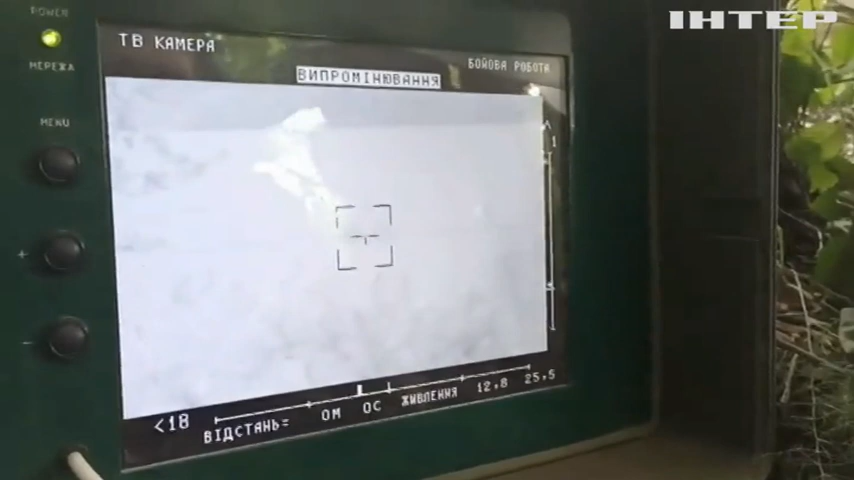 POWER
ІНТЕР
МЕРЕЖА
ТВ КАМЕРА
ВИПРОМІНЮВАННЯ
БОЙОВА РОБОТА
MENU
1
+
−
<18
ВІДСТАНЬ=
ОМ
ОС
ЖИВЛЕННЯ
12,8
25,5